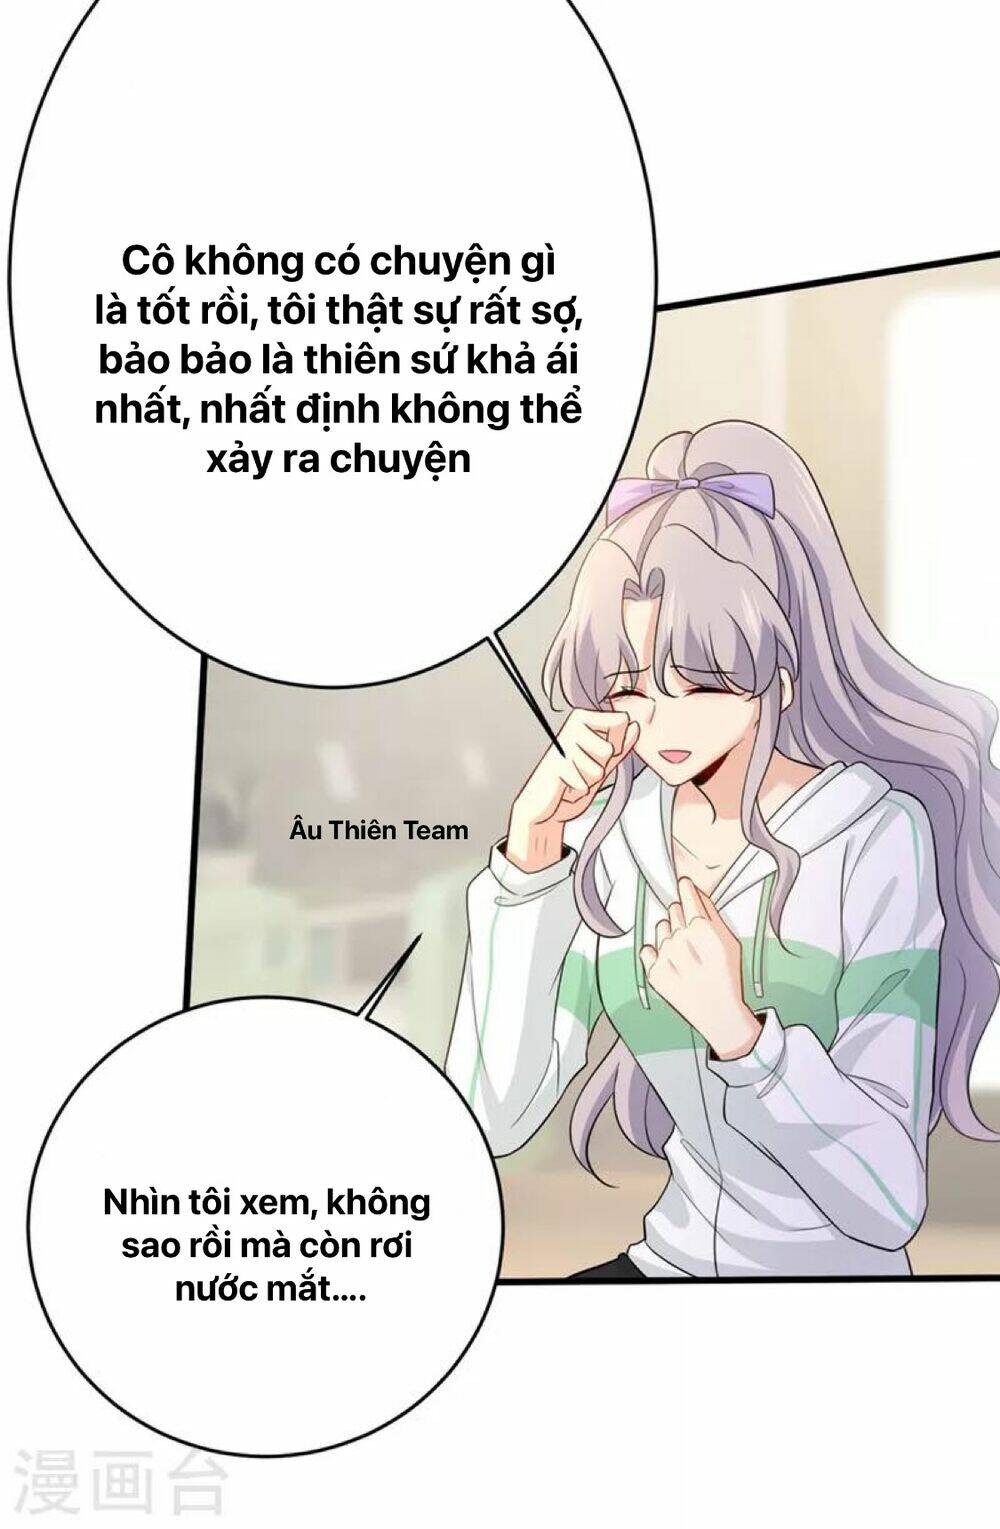 Cô không có chuyện gì
là tốt rồi, tôi thật sự rất sợ,
bảo bảo là thiên sứ khả ái
nhất, nhất định không thể
xảy ra chuyện
Âu Thiên Team
Nhìn tôi xem, không
sao rồi mà còn rơi
nước mắt....
漫画台